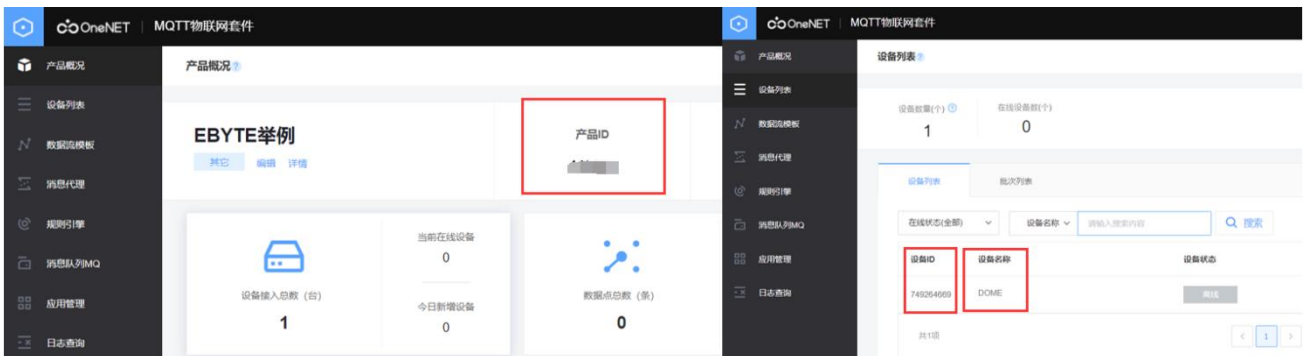 OneNET | MQTT物联网套件
产品概况
设备列表
数据流模板
消息代理
规则引擎
消息队列MQ
应用管理
日志查询
产品概况
EBYTE举例
其它 编辑 详情
产品ID
设备接入总数（台）
1
当前在线设备
0
今日新增设备
0
数据点总数（条）
0
OneNET | MQTT物联网套件
产品概况
设备列表
数据流模板
消息代理
规则引擎
消息队列MQ
应用管理
日志查询
设备列表
设备数量(个) 在线设备数(个)
1 0
设备列表 批次列表
在线状态(全部) 设备名称 请输入搜索内容 搜索
设备ID 设备名称 设备状态
749264669 DOME 离线
共1项
1